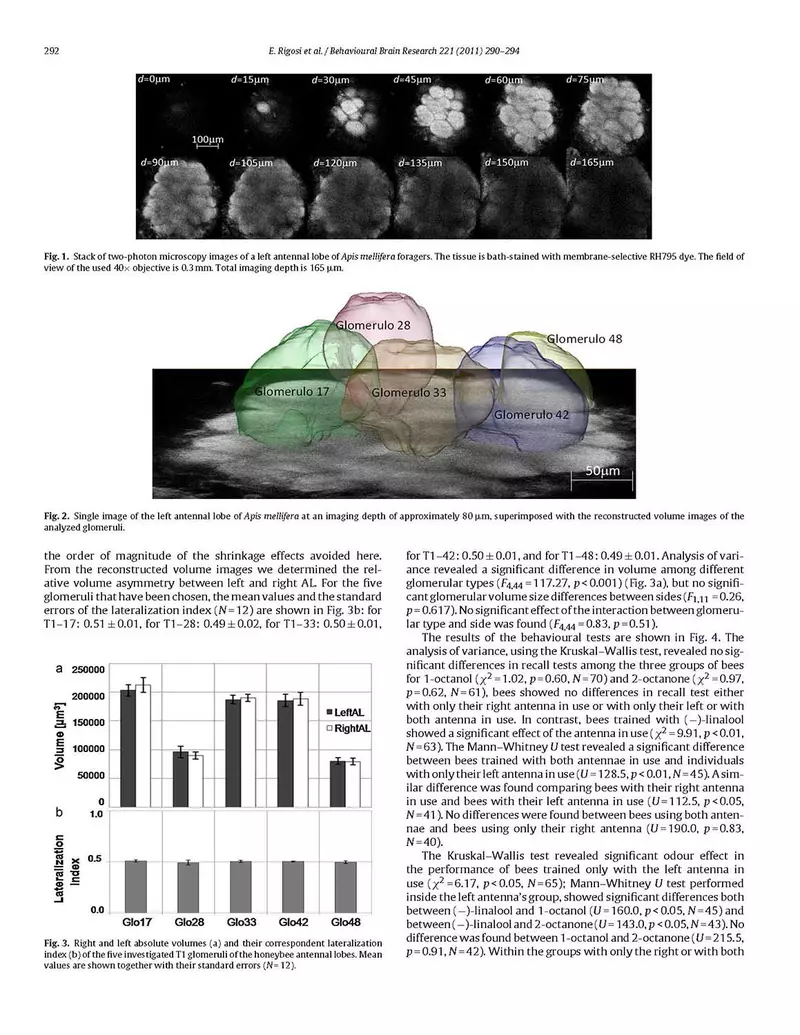 292
E. Rigosi et al. / Behavioural Brain Research 221 (2011) 290–294
d=0μm
d=15μm
d=30μm
d=45μm
d=60μm
d=75μm
100μm
d=90μm
d=105μm
d=120μm
d=135μm
d=150μm
d=165μm
Fig. 1. Stack of two-photon microscopy images of a left antennal lobe of Apis mellifera foragers. The tissue is bath-stained with membrane-selective RH795 dye. The field of
view of the used 40× objective is 0.3 mm. Total imaging depth is 165 μm.
Glomerulo 28
Glomerulo 48
Glomerulo 17
Glomerulo 33
Glomerulo 42
50μm
Fig. 2. Single image of the left antennal lobe of Apis mellifera at an imaging depth of approximately 80 μm, superimposed with the reconstructed volume images of the
analyzed glomeruli.
the order of magnitude of the shrinkage effects avoided here.
From the reconstructed volume images we determined the rel-
ative volume asymmetry between left and right AL. For the five
glomeruli that have been chosen, the mean values and the standard
errors of the lateralization index (N = 12) are shown in Fig. 3b: for
T1–17: 0.51 ± 0.01, for T1–28: 0.49 ± 0.02, for T1–33: 0.50 ± 0.01,
a
250000
200000
150000
100000
50000
0
Volume [μm³]
LeftAL
RightAL
b
1.0
0.5
0.0
Lateralization
Index
Glo17
Glo28
Glo33
Glo42
Glo48
Fig. 3. Right and left absolute volumes (a) and their correspondent lateralization
index (b) of the five investigated T1 glomeruli of the honeybee antennal lobes. Mean
values are shown together with their standard errors (N = 12).
for T1–42: 0.50 ± 0.01, and for T1–48: 0.49 ± 0.01. Analysis of vari-
ance revealed a significant difference in volume among different
glomerular types (F4,44 = 117.27, p < 0.001) (Fig. 3a), but no signifi-
cant glomerular volume size differences between sides (F1,11 = 0.26,
p = 0.617). No significant effect of the interaction between glomeru-
lar type and side was found (F4,44 = 0.83, p = 0.51).
The results of the behavioural tests are shown in Fig. 4. The
analysis of variance, using the Kruskal–Wallis test, revealed no sig-
nificant differences in recall tests among the three groups of bees
for 1-octanol (χ2 = 1.02, p = 0.60, N = 70) and 2-octanone (χ2 = 0.97,
p = 0.62, N = 61), bees showed no differences in recall test either
with only their right antenna in use or with only their left or with
both antenna in use. In contrast, bees trained with (−)-linalool
showed a significant effect of the antenna in use (χ2 = 9.91, p < 0.01,
N = 63). The Mann–Whitney U test revealed a significant difference
between bees trained with both antennae in use and individuals
with only their left antenna in use (U = 128.5, p < 0.01, N = 45). A sim-
ilar difference was found comparing bees with their right antenna
in use and bees with their left antenna in use (U = 112.5, p < 0.05,
N = 41). No differences were found between bees using both anten-
nae and bees using only their right antenna (U = 190.0, p = 0.83,
N = 40).
The Kruskal–Wallis test revealed significant odour effect in
the performance of bees trained only with the left antenna in
use (χ2 = 6.17, p < 0.05, N = 65); Mann–Whitney U test performed
inside the left antenna's group, showed significant differences both
between (−)-linalool and 1-octanol (U = 160.0, p < 0.05, N = 45) and
between (−)-linalool and 2-octanone (U = 143.0, p < 0.05, N = 43). No
difference was found between 1-octanol and 2-octanone (U = 215.5,
p = 0.91, N = 42). Within the groups with only the right or with both